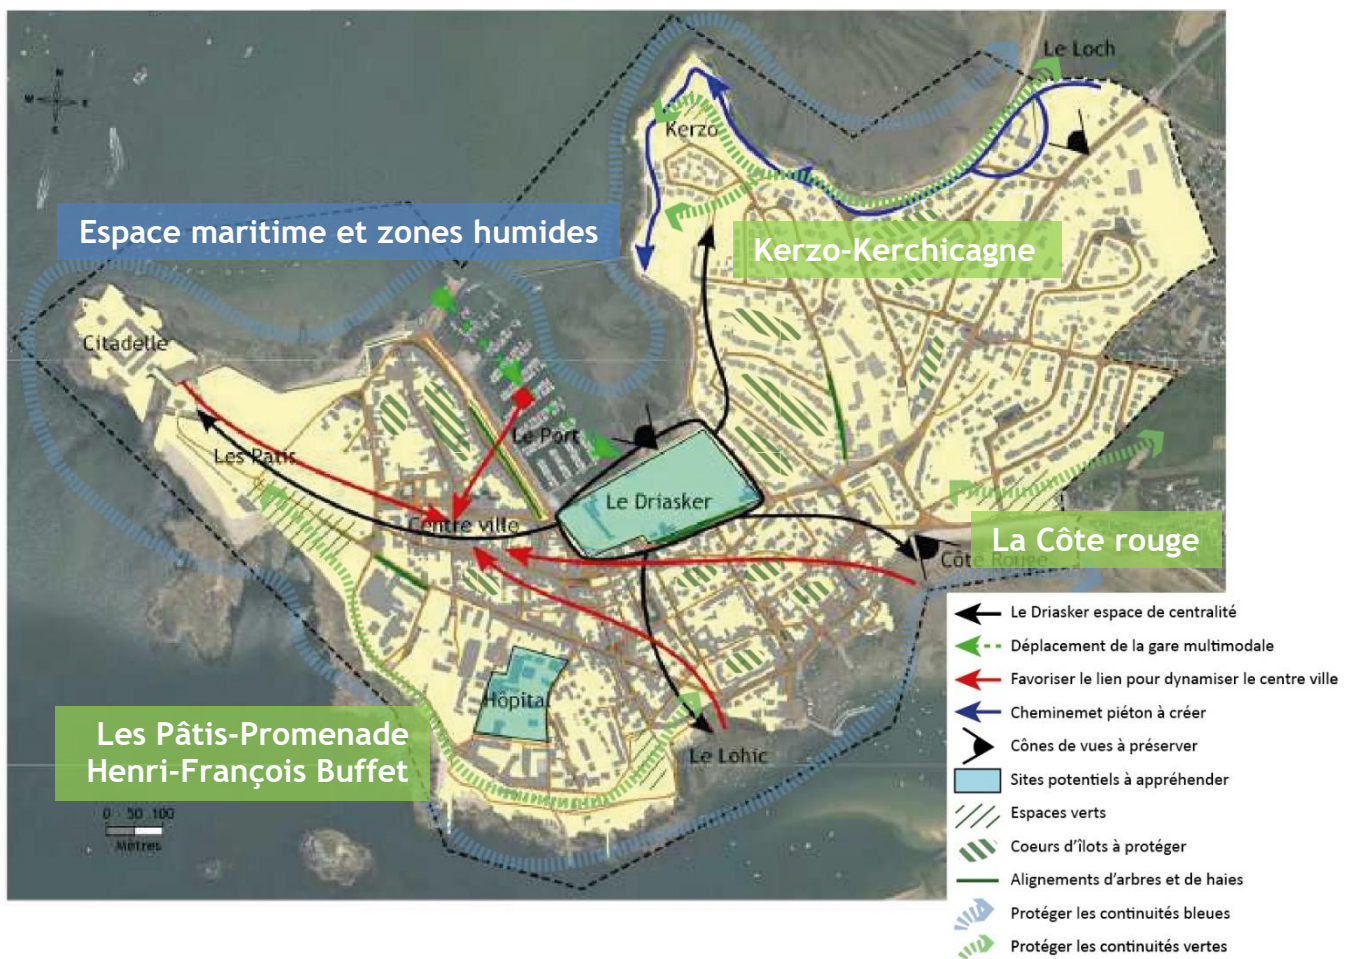 Le Loch
N
W
E
S
Kerzo
Espace maritime et zones humides
Kerzo-Kerchicagne
Citadelle
Le Port
Les Patis
Le Driasker
Centre ville
La Côte rouge
Côte Rouge
Hôpital
Les Pâtis-Promenade
Henri-François Buffet
Le Lohic
0 50 100
Mètres
Le Driasker espace de centralité
Déplacement de la gare multimodale
Favoriser le lien pour dynamiser le centre ville
Cheminemet piéton à créer
Cônes de vues à préserver
Sites potentiels à appréhender
Espaces verts
Coeurs d'îlots à protéger
Alignements d'arbres et de haies
Protéger les continuités bleues
Protéger les continuités vertes